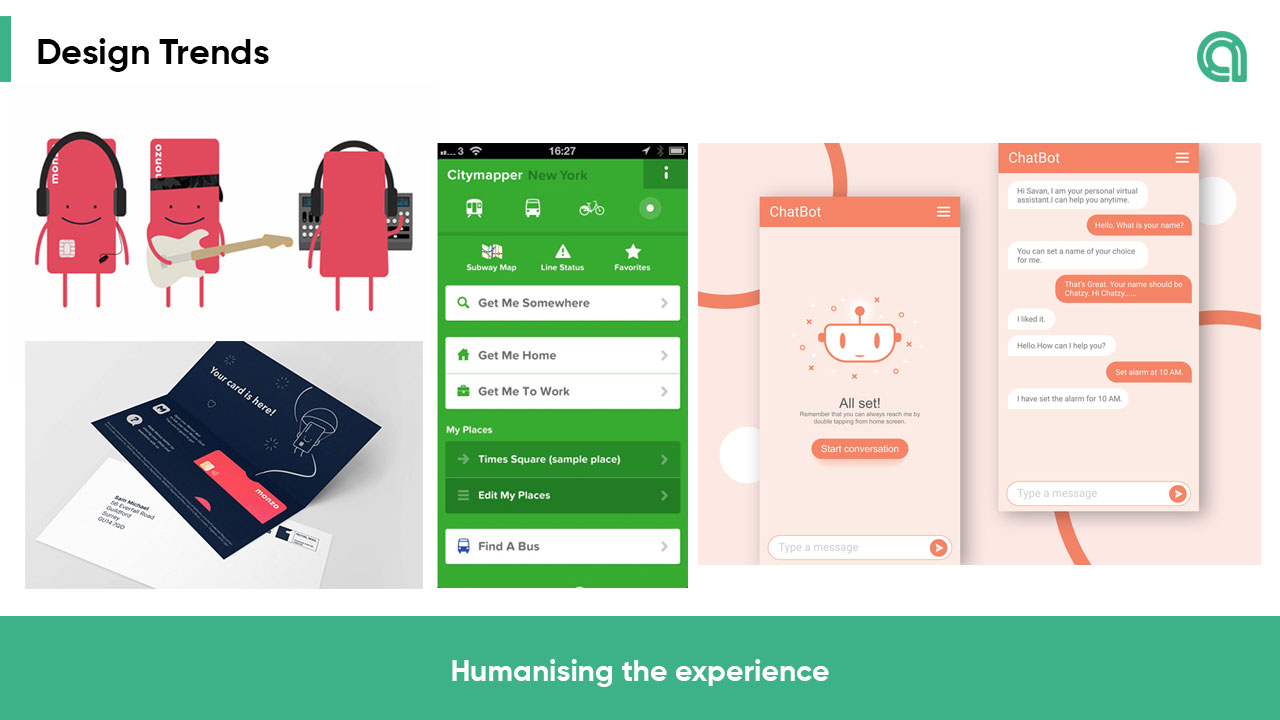 Design Trends
monzo
monzo
Your card is here!
monzo
Sam Michael
56 Everfall Road
Guildford
Surrey
GU14 7QD
3
16:27
Citymapper New York
i
Subway Map
Line Status
Favorites
Get Me Somewhere
Get Me Home
Get Me To Work
My Places
Times Square (sample place)
Edit My Places
Find A Bus
ChatBot
All set!
Remember that you can always reach me by
double tapping from home screen.
Start conversation
Type a message
ChatBot
Hi Savan, I am your personal virtual
assistant.I can help you anytime.
Hello, What is your name?
You can set a name of your choice
for me.
That's Great. Your name should be
Chatzy. Hi Chatzy......
I liked it.
Hello.How can I help you?
Set alarm at 10 AM.
I have set the alarm for 10 AM.
Type a message
Humanising the experience